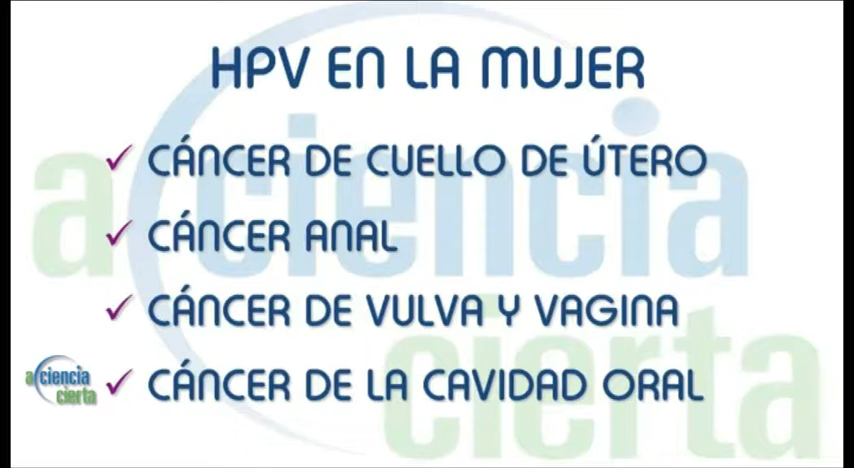 HPV EN LA MUJER
CÁNCER DE CUELLO DE ÚTERO
CÁNCER ANAL
CÁNCER DE VULVA Y VAGINA
CÁNCER DE LA CAVIDAD ORAL
a ciencia
cierta
a ciencia
cierta